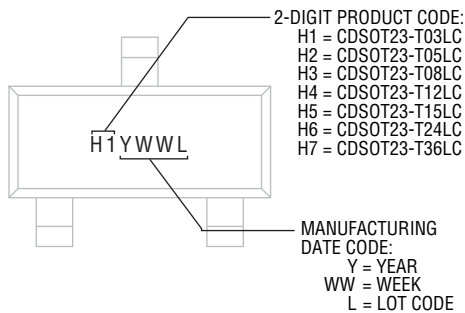 2-DIGIT PRODUCT CODE:
H1 = CDSOT23-T03LC
H2 = CDSOT23-T05LC
H3 = CDSOT23-T08LC
H4 = CDSOT23-T12LC
H5 = CDSOT23-T15LC
H6 = CDSOT23-T24LC
H7 = CDSOT23-T36LC
H1YWWL
MANUFACTURING
DATE CODE:
Y = YEAR
WW = WEEK
L = LOT CODE